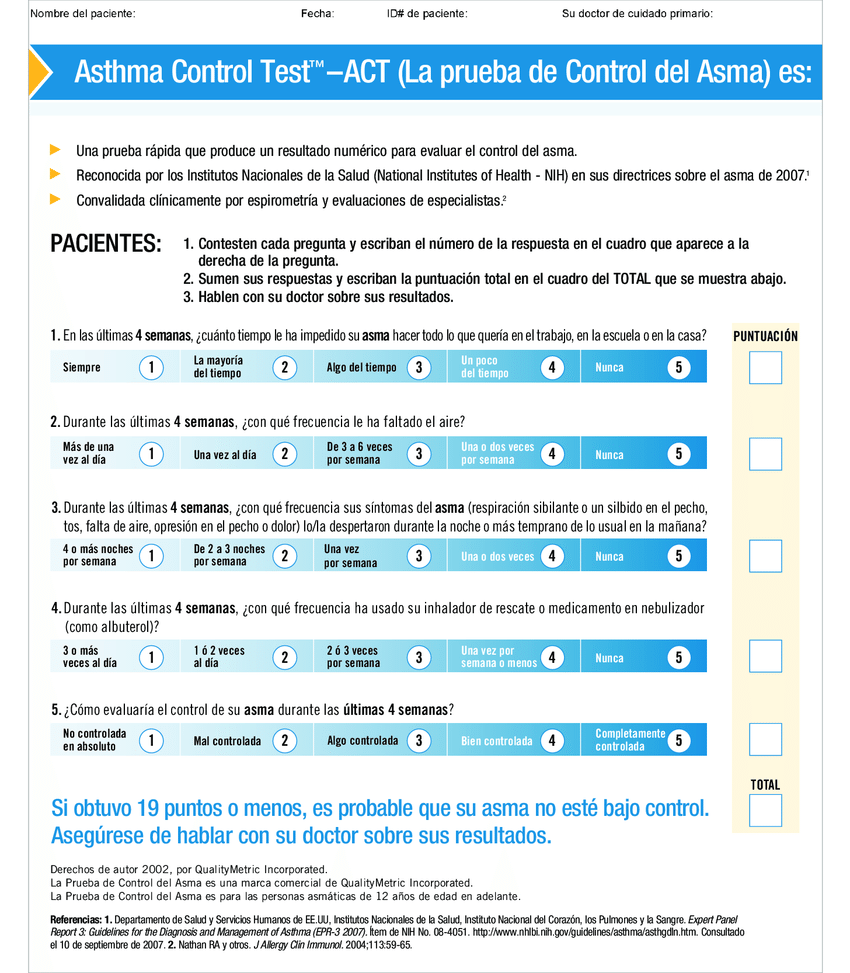 Nombre del paciente: Fecha: ID# de paciente: Su doctor de cuidado primario:
Asthma Control Test™–ACT (La prueba de Control del Asma) es:
Una prueba rápida que produce un resultado numérico para evaluar el control del asma.
Reconocida por los Institutos Nacionales de la Salud (National Institutes of Health - NIH) en sus directrices sobre el asma de 2007.¹
Convalidada clínicamente por espirometría y evaluaciones de especialistas.²
PACIENTES: 1. Contesten cada pregunta y escriban el número de la respuesta en el cuadro que aparece a la
derecha de la pregunta.
2. Sumen sus respuestas y escriban la puntuación total en el cuadro del TOTAL que se muestra abajo.
3. Hablen con su doctor sobre sus resultados.
1. En las últimas 4 semanas, ¿cuánto tiempo le ha impedido su asma hacer todo lo que quería en el trabajo, en la escuela o en la casa? PUNTUACIÓN
Siempre 1 La mayoría del tiempo 2 Algo del tiempo 3 Un poco del tiempo 4 Nunca 5
2. Durante las últimas 4 semanas, ¿con qué frecuencia le ha faltado el aire?
Más de una vez al día 1 Una vez al día 2 De 3 a 6 veces por semana 3 Una o dos veces por semana 4 Nunca 5
3. Durante las últimas 4 semanas, ¿con qué frecuencia sus síntomas del asma (respiración sibilante o un silbido en el pecho,
tos, falta de aire, opresión en el pecho o dolor) lo/la despertaron durante la noche o más temprano de lo usual en la mañana?
4 o más noches por semana 1 De 2 a 3 noches por semana 2 Una vez por semana 3 Una o dos veces 4 Nunca 5
4. Durante las últimas 4 semanas, ¿con qué frecuencia ha usado su inhalador de rescate o medicamento en nebulizador
(como albuterol)?
3 o más veces al día 1 1 ó 2 veces al día 2 2 ó 3 veces por semana 3 Una vez por semana o menos 4 Nunca 5
5. ¿Cómo evaluaría el control de su asma durante las últimas 4 semanas?
No controlada en absoluto 1 Mal controlada 2 Algo controlada 3 Bien controlada 4 Completamente controlada 5
TOTAL
Si obtuvo 19 puntos o menos, es probable que su asma no esté bajo control.
Asegúrese de hablar con su doctor sobre sus resultados.
Derechos de autor 2002, por QualityMetric Incorporated.
La Prueba de Control del Asma es una marca comercial de QualityMetric Incorporated.
La Prueba de Control del Asma es para las personas asmáticas de 12 años de edad en adelante.
Referencias: 1. Departamento de Salud y Servicios Humanos de EE.UU, Institutos Nacionales de la Salud, Instituto Nacional del Corazón, los Pulmones y la Sangre. Expert Panel
Report 3: Guidelines for the Diagnosis and Management of Asthma (EPR-3 2007). Ítem de NIH No. 08-4051. http://www.nhlbi.nih.gov/guidelines/asthma/asthgdln.htm. Consultado
el 10 de septiembre de 2007. 2. Nathan RA y otros. J Allergy Clin Immunol. 2004;113:59-65.